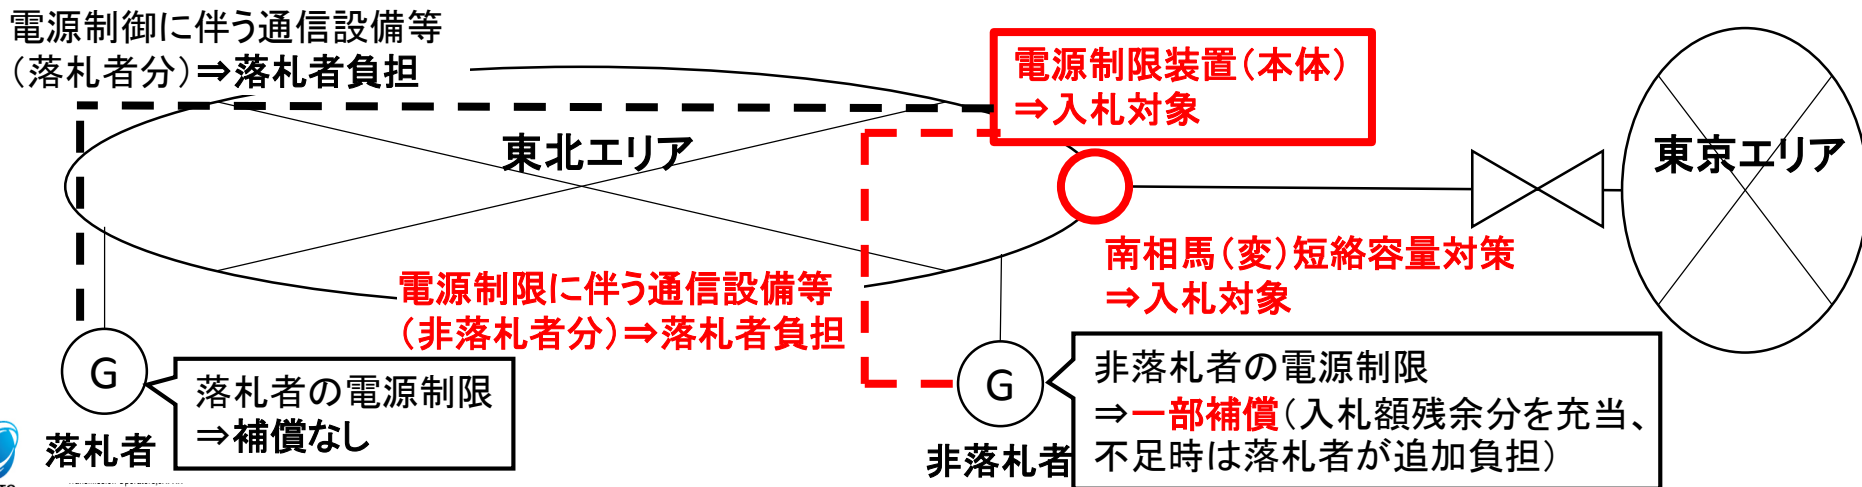 電源制御に伴う通信設備等
（落札者分）⇒落札者負担
電源制限装置（本体）
⇒入札対象
東北エリア
東京エリア
南相馬（変）短絡容量対策
⇒入札対象
電源制限に伴う通信設備等
（非落札者分）⇒落札者負担
G
落札者の電源制限
⇒補償なし
落札者
G
非落札者の電源制限
⇒一部補償（入札額残余分を充当、
不足時は落札者が追加負担）
非落札者